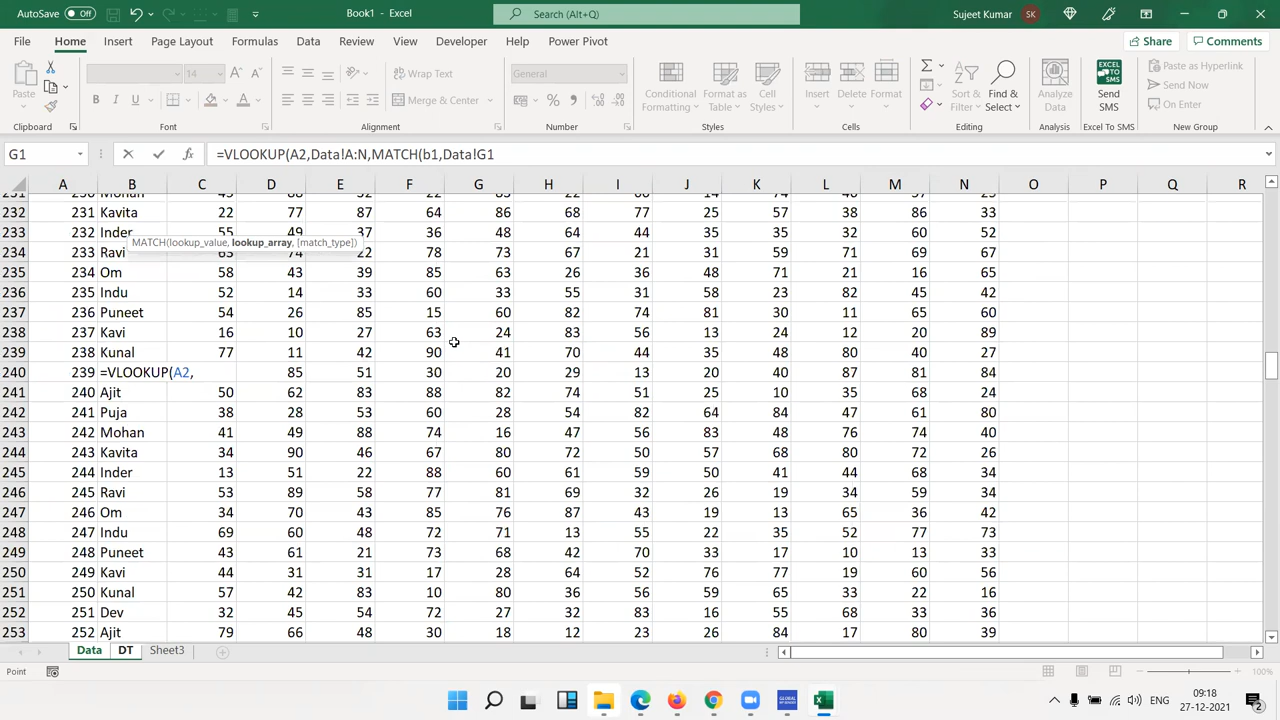 AutoSave Off Book1 - Excel Search (Alt+Q) Sujeet Kumar SK
File Home Insert Page Layout Formulas Data Review View Developer Help Power Pivot Share Comments
Paste 14 Wrap Text General Conditional Formatting Format as Table Cell Styles Insert Delete Format Sort & Filter Find & Select Analyze Data Send SMS Paste as Hyperlink
B I U Merge & Center Send Now
On Enter
Clipboard Font Alignment Number Styles Cells Editing Analysis Excel To SMS New Group
G1 =VLOOKUP(A2,Data!A:N,MATCH(b1,Data!G1
A B C D E F G H I J K L M N O P Q R
232 231 Kavita 22 77 87 64 86 68 77 25 57 38 86 33
233 232 Inder 55 49 37 36 48 64 44 35 35 32 60 52
MATCH(lookup_value, lookup_array, [match_type])
234 233 Ravi 63 74 22 78 73 67 21 31 59 71 69 67
235 234 Om 58 43 39 85 63 26 36 48 71 21 16 65
236 235 Indu 52 14 33 60 33 55 31 58 23 82 45 42
237 236 Puneet 54 26 85 15 60 82 74 81 30 11 65 60
238 237 Kavi 16 10 27 63 24 83 56 13 24 12 20 89
239 238 Kunal 77 11 42 90 41 70 44 35 48 80 40 27
240 239 =VLOOKUP(A2, 85 51 30 20 29 13 20 40 87 81 84
241 240 Ajit 50 62 83 88 82 74 51 25 10 35 68 24
242 241 Puja 38 28 53 60 28 54 82 64 84 47 61 80
243 242 Mohan 41 49 88 74 16 47 56 83 48 76 74 40
244 243 Kavita 34 90 46 67 80 72 50 57 68 80 72 26
245 244 Inder 13 51 22 88 60 61 59 50 41 44 68 34
246 245 Ravi 53 89 58 77 81 69 32 26 19 34 59 34
247 246 Om 34 70 43 85 76 87 43 19 13 65 36 42
248 247 Indu 69 60 48 72 71 13 55 22 35 52 77 73
249 248 Puneet 43 61 21 73 68 42 70 33 17 10 13 33
250 249 Kavi 44 31 31 17 28 64 52 76 77 19 60 56
251 250 Kunal 57 42 83 10 80 36 56 59 65 33 22 16
252 251 Dev 32 45 54 72 27 32 83 16 55 68 33 36
253 252 Ajit 79 66 48 30 18 12 23 26 84 17 80 39
Data DT Sheet3
Point 100%
ENG 09:18
27-12-2021 2